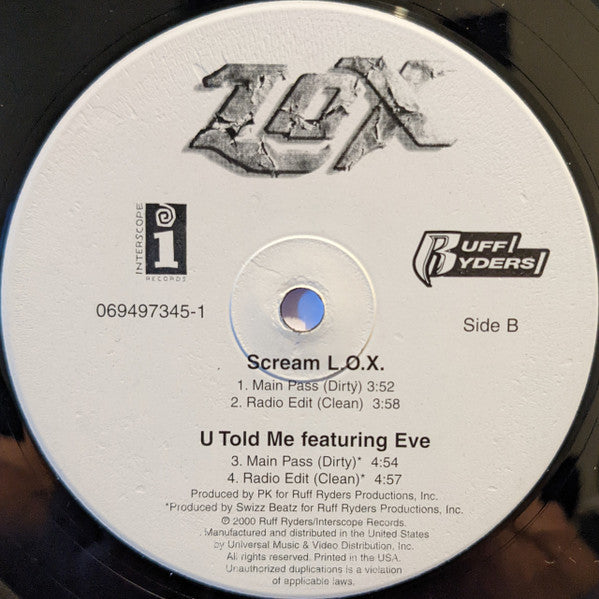 LOX
INTERSCOPE
i
RECORDS
RUFF
RYDERS
069497345-1
Side B
Scream L.O.X.
1. Main Pass (Dirty) 3:52
2. Radio Edit (Clean) 3:58
U Told Me featuring Eve
3. Main Pass (Dirty)* 4:54
4. Radio Edit (Clean)* 4:57
Produced by PK for Ruff Ryders Productions, Inc.
*Produced by Swizz Beatz for Ruff Ryders Productions, Inc.
℗ 2000 Ruff Ryders/Interscope Records.
Manufactured and distributed in the United States
by Universal Music & Video Distribution, Inc.
All rights reserved. Printed in the USA.
Unauthorized duplications is a violation
of applicable laws.